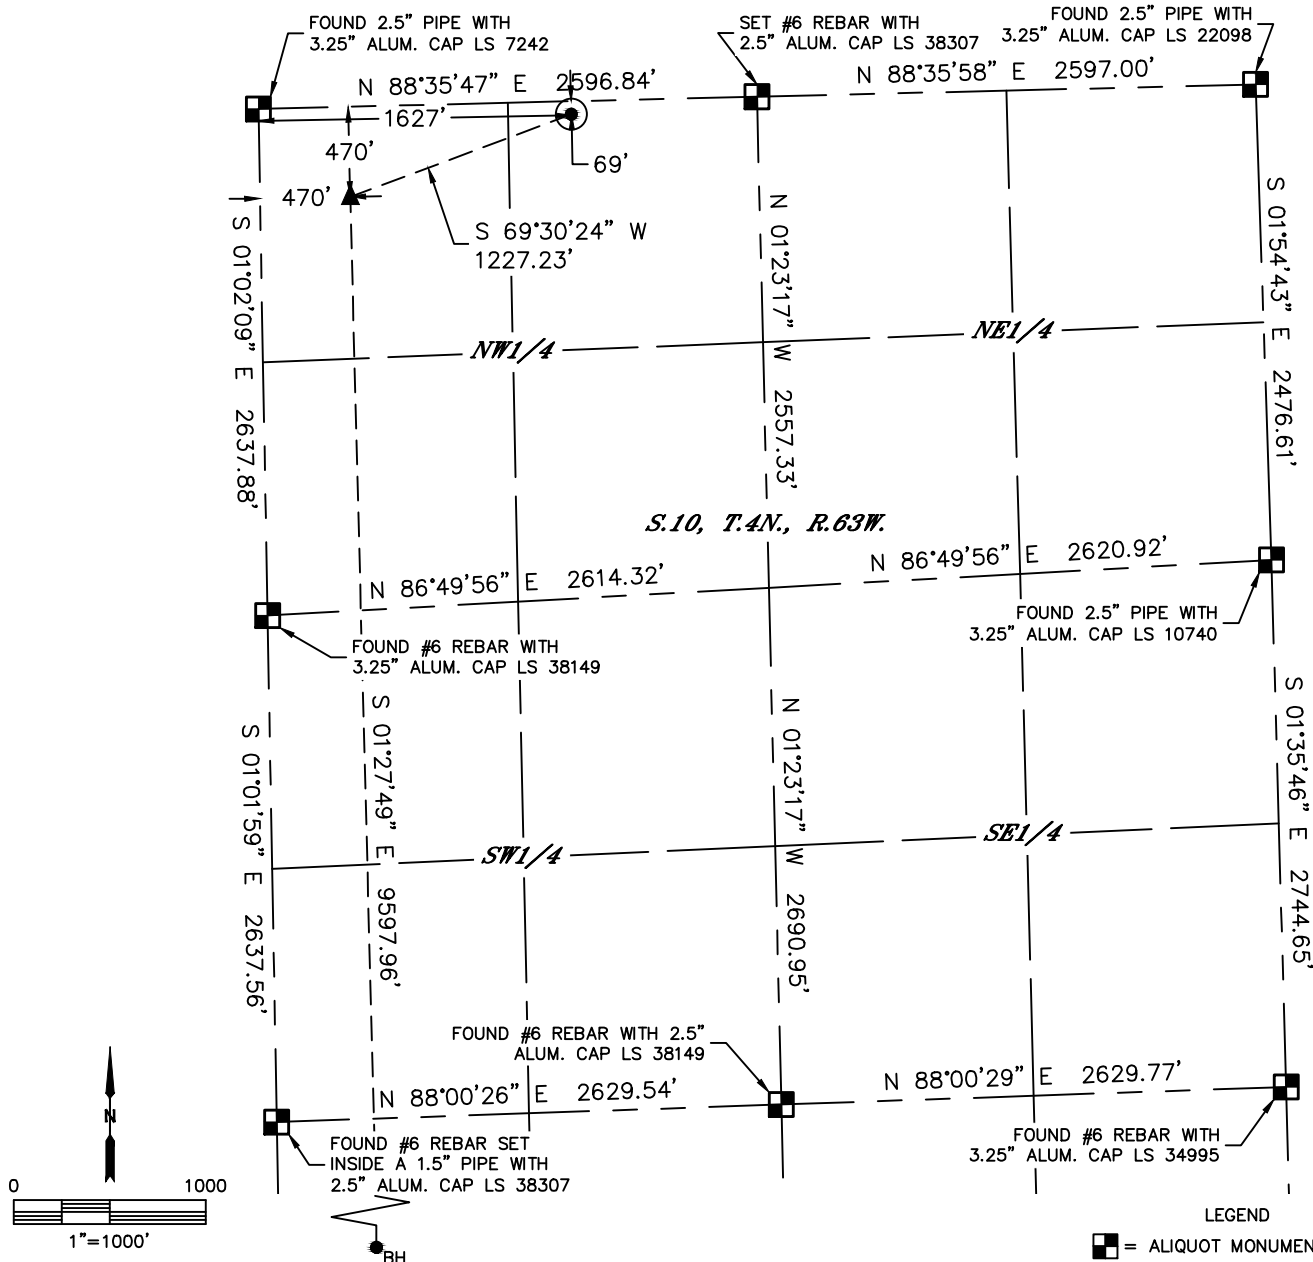 FOUND 2.5” PIPE WITH
3.25” ALUM. CAP LS 7242
SET #6 REBAR WITH
2.5” ALUM. CAP LS 38307
FOUND 2.5” PIPE WITH
3.25” ALUM. CAP LS 22098
N 88°35'47” E 2596.84'
N 88°35'58” E 2597.00'
1627'
470'
69'
470'
S 69°30'24” W
1227.23'
S 01°02'09” E 2637.88'
N 01°23'17” W 2557.33'
S 01°54'43” E 2476.61'
NW1/4
NE1/4
S.10, T.4N., R.63W.
N 86°49'56” E 2614.32'
N 86°49'56” E 2620.92'
FOUND #6 REBAR WITH
3.25” ALUM. CAP LS 38149
FOUND 2.5” PIPE WITH
3.25” ALUM. CAP LS 10740
S 01°01'59” E 2637.56'
S 01°27'49” E 9597.96'
N 01°23'17” W 2690.95'
S 01°35'46” E 2744.65'
SW1/4
SE1/4
FOUND #6 REBAR WITH 2.5”
ALUM. CAP LS 38149
N 88°00'26” E 2629.54'
N 88°00'29” E 2629.77'
FOUND #6 REBAR SET
INSIDE A 1.5” PIPE WITH
2.5” ALUM. CAP LS 38307
FOUND #6 REBAR WITH
3.25” ALUM. CAP LS 34995
N
0 1000
1”=1000'
BH
LEGEND
= ALIQUOT MONUMEN